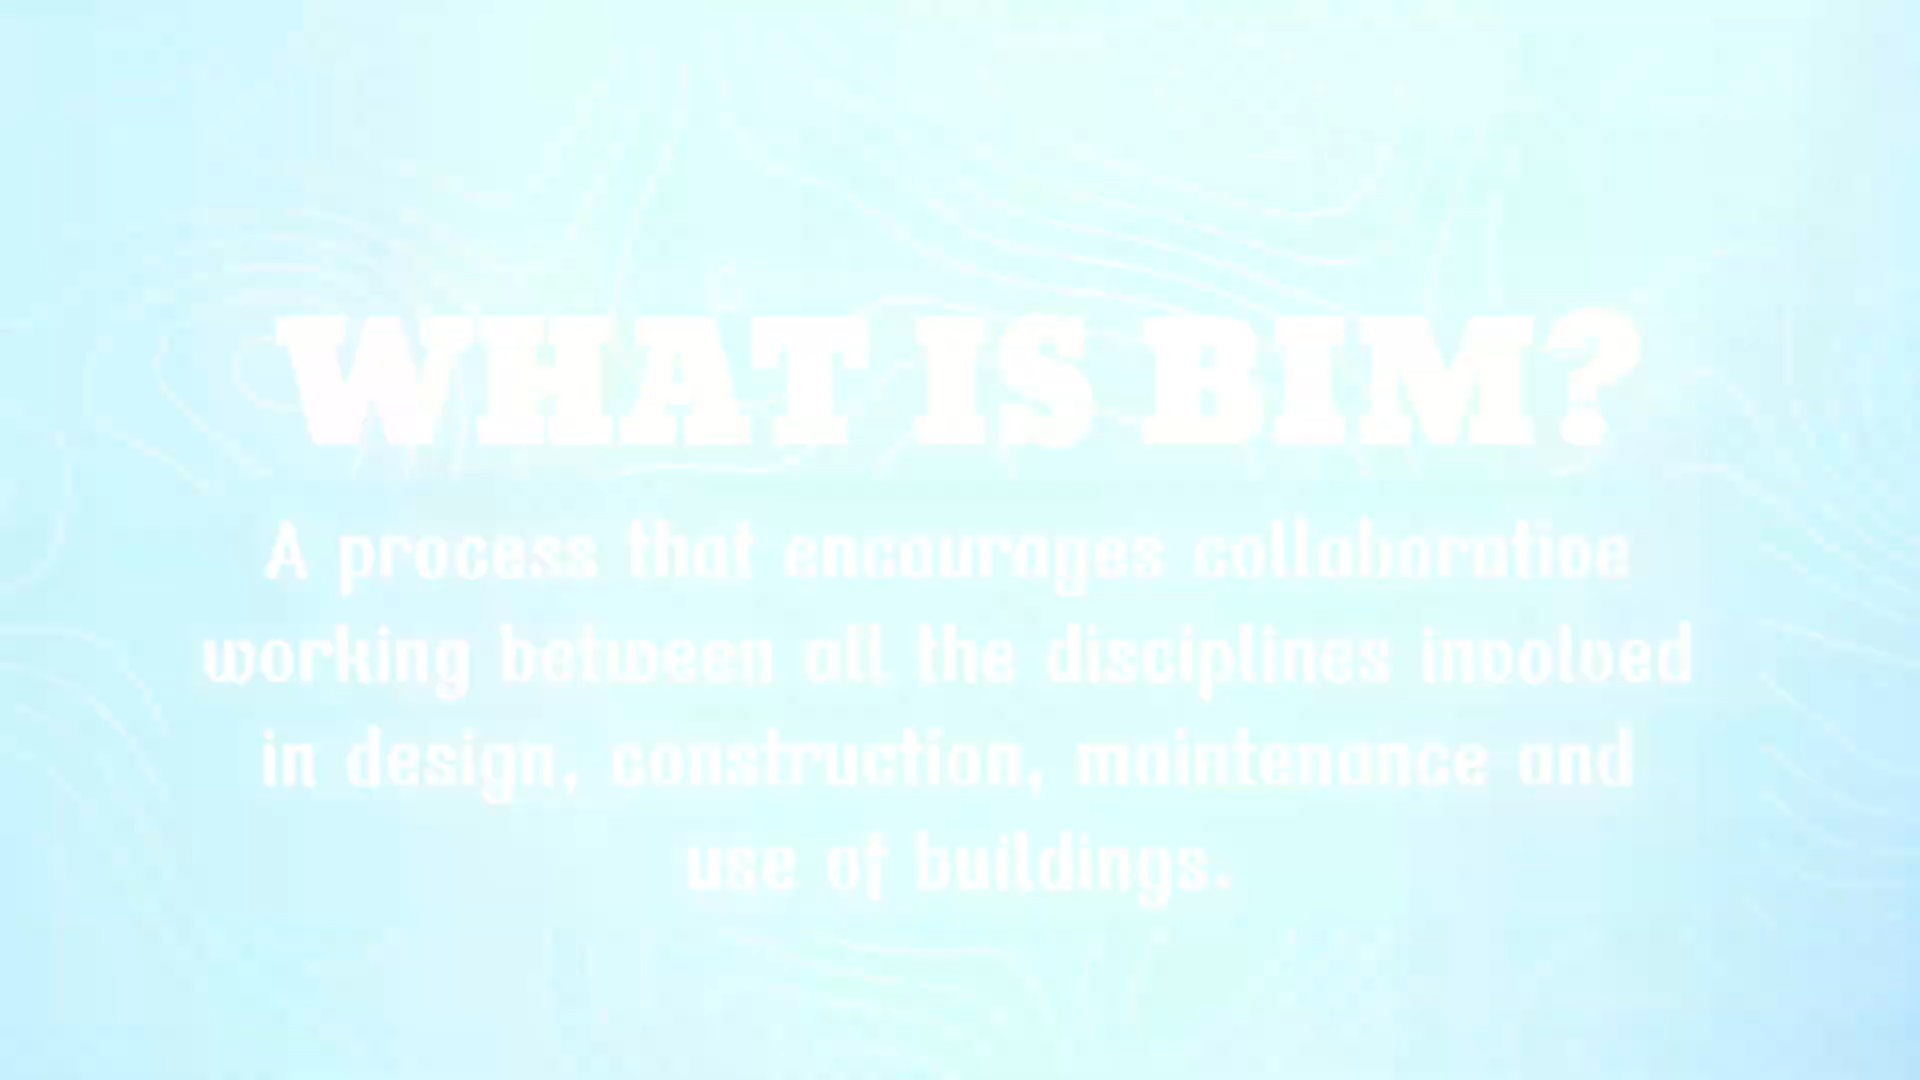 WHAT IS BIM?
A process that encourages collaborative
working between all the disciplines involved
in design, construction, maintenance and
use of buildings.